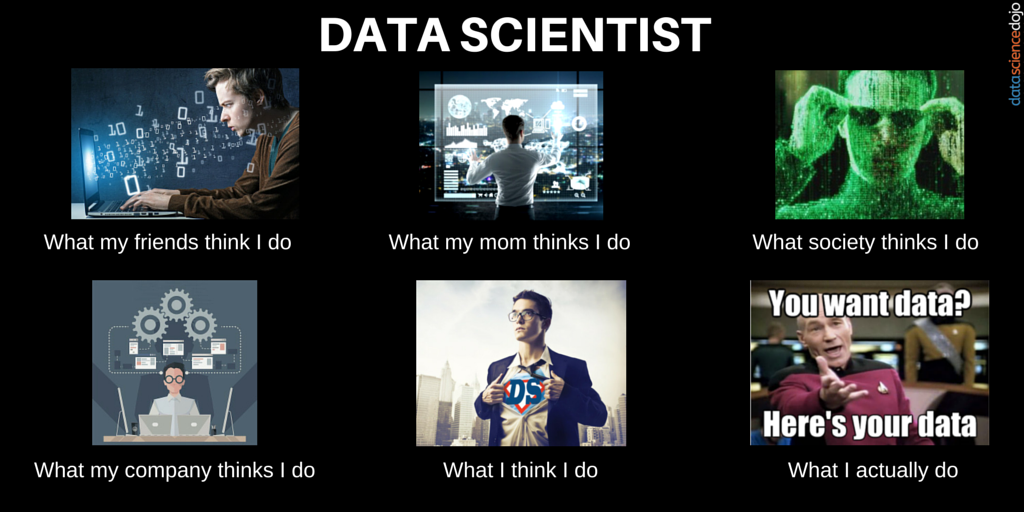 DATA SCIENTIST
datasciencedojo
What my friends think I do
What my mom thinks I do
What society thinks I do
DS
You want data?
Here's your data
What my company thinks I do
What I think I do
What I actually do